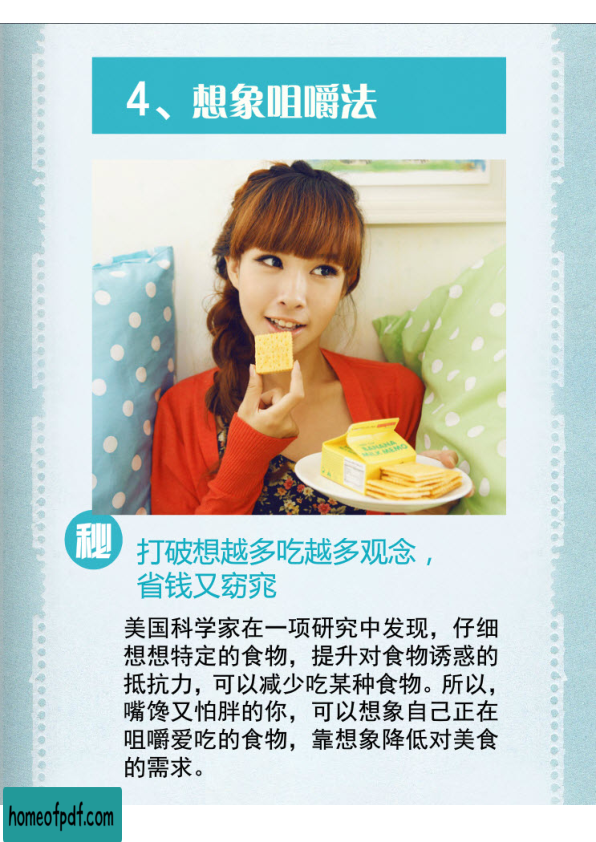 4、想象咀嚼法
BANANA
MILK MEMO
秘
打破想越多吃越多观念，
省钱又窈窕
美国科学家在一项研究中发现，仔细
想想特定的食物，提升对食物诱惑的
抵抗力，可以减少吃某种食物。所以，
嘴馋又怕胖的你，可以想象自己正在
咀嚼爱吃的食物，靠想象降低对美食
的需求。
homeofpdf.com